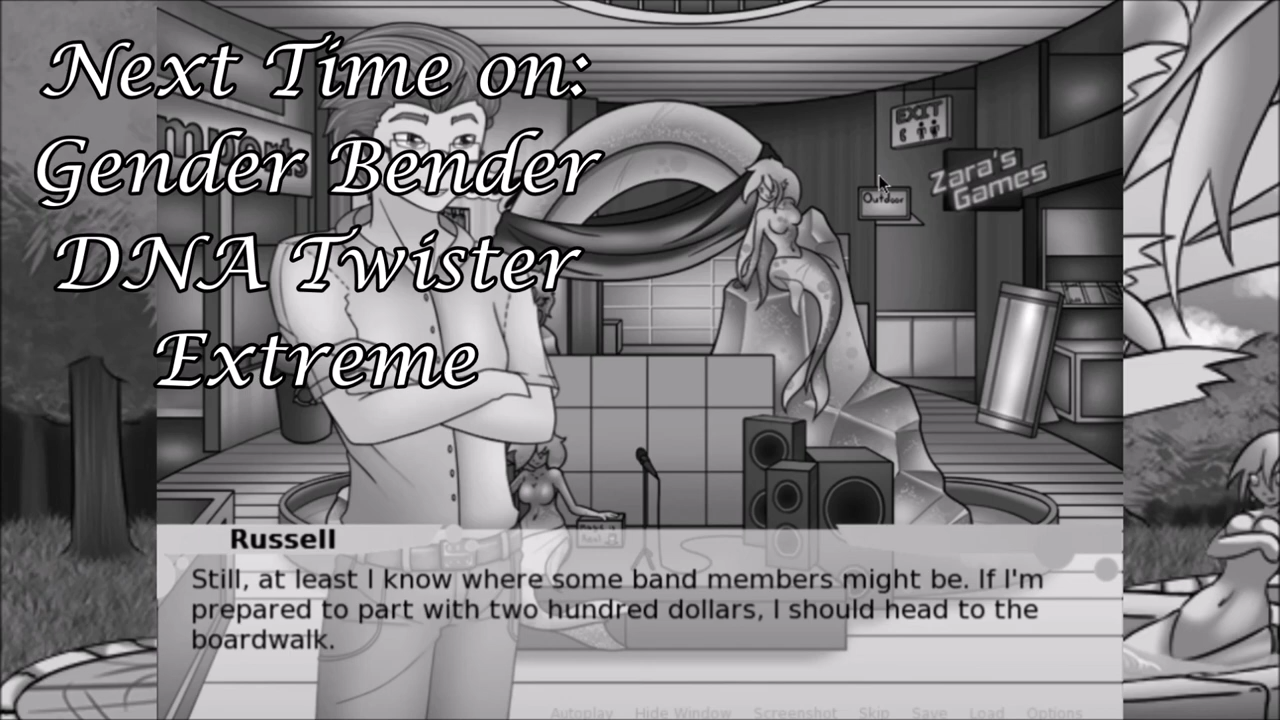 Next Time on:
Gender Bender
DNA Twister
Extreme
EXIT
Zara's
Games
Outdoor
Russell
Still, at least I know where some band members might be. If I'm
prepared to part with two hundred dollars, I should head to the
boardwalk.
Autoplay Hide Window Screenshot Skip Save Load Options